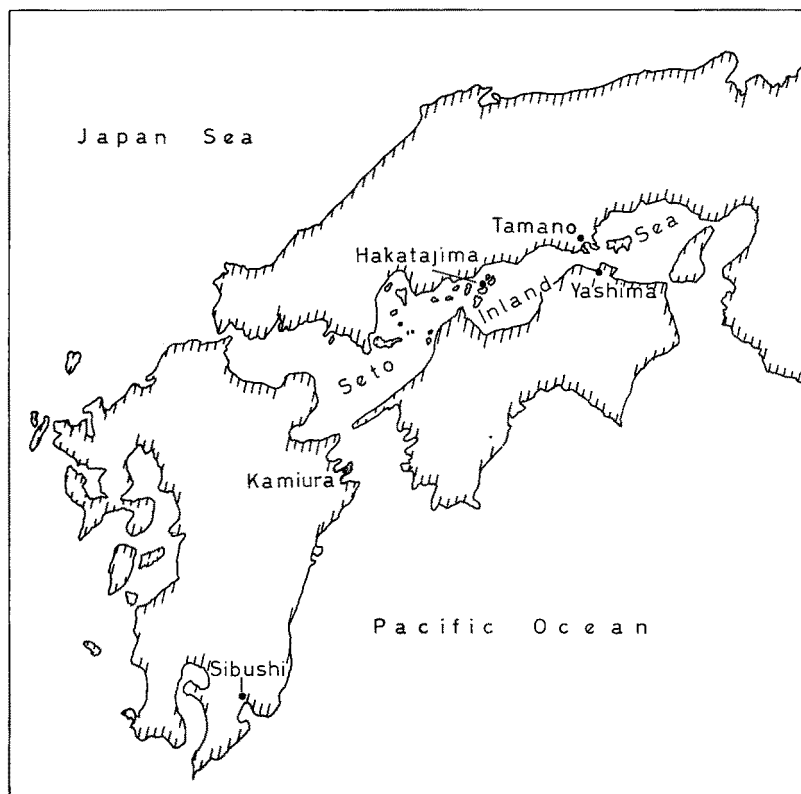 Japan Sea
Tamano
Sea
Hakatajima
Inland
Yashima
Seto
Kamiura
Pacific Ocean
Sibushi